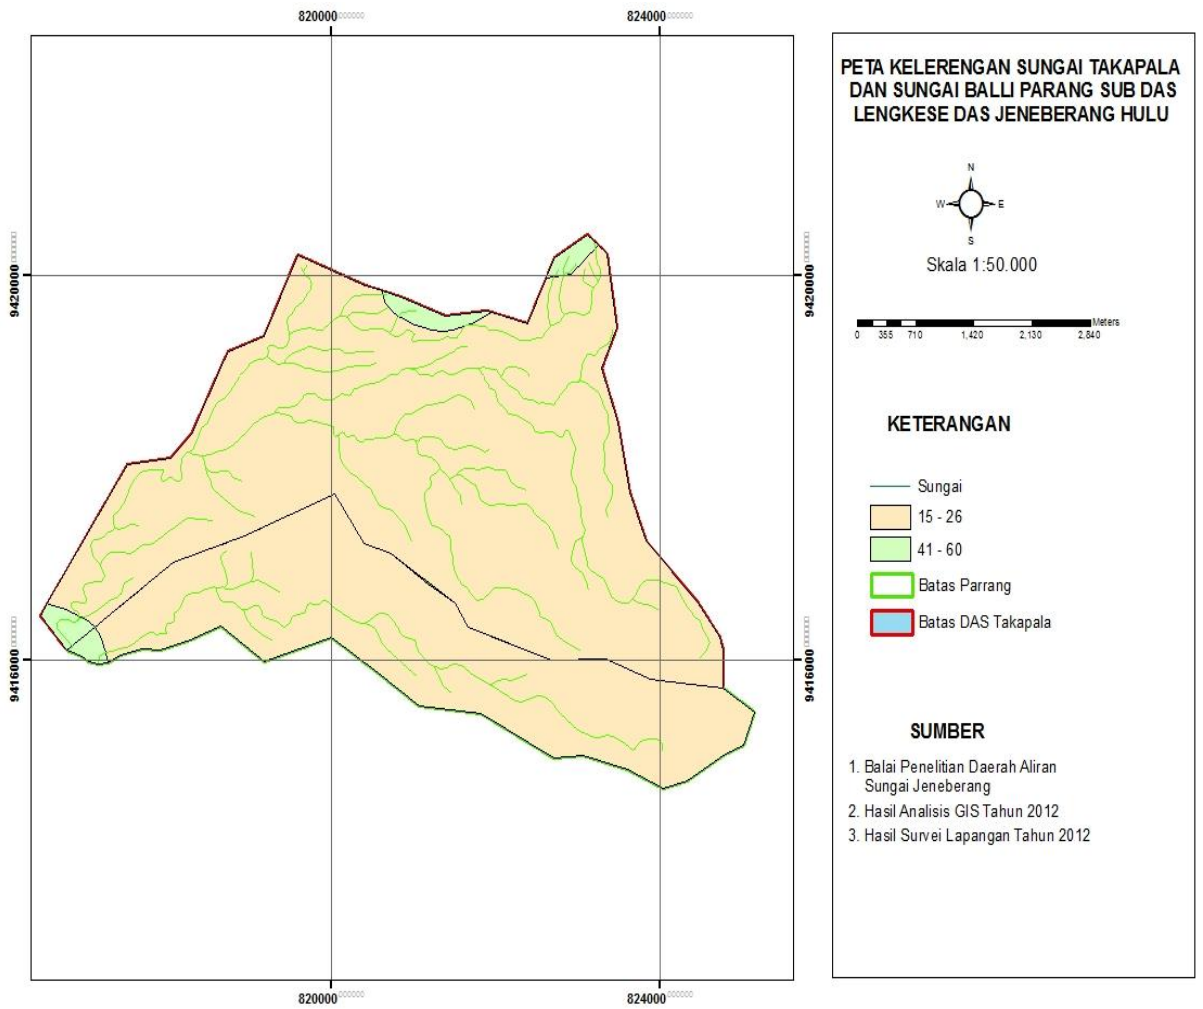 820000
824000
PETA KELERENGAN SUNGAI TAKAPALA
DAN SUNGAI BALLI PARANG SUB DAS
LENGKESE DAS JENEBERANG HULU
N
W E
S
Skala 1:50.000
Meters
0 355 710 1,420 2,130 2,840
9420000
9420000
KETERANGAN
Sungai
15 - 26
41 - 60
Batas Parrang
Batas DAS Takapala
9416000
9416000
SUMBER
1. Balai Penelitian Daerah Aliran
Sungai Jeneberang
2. Hasil Analisis GIS Tahun 2012
3. Hasil Survei Lapangan Tahun 2012
820000
824000